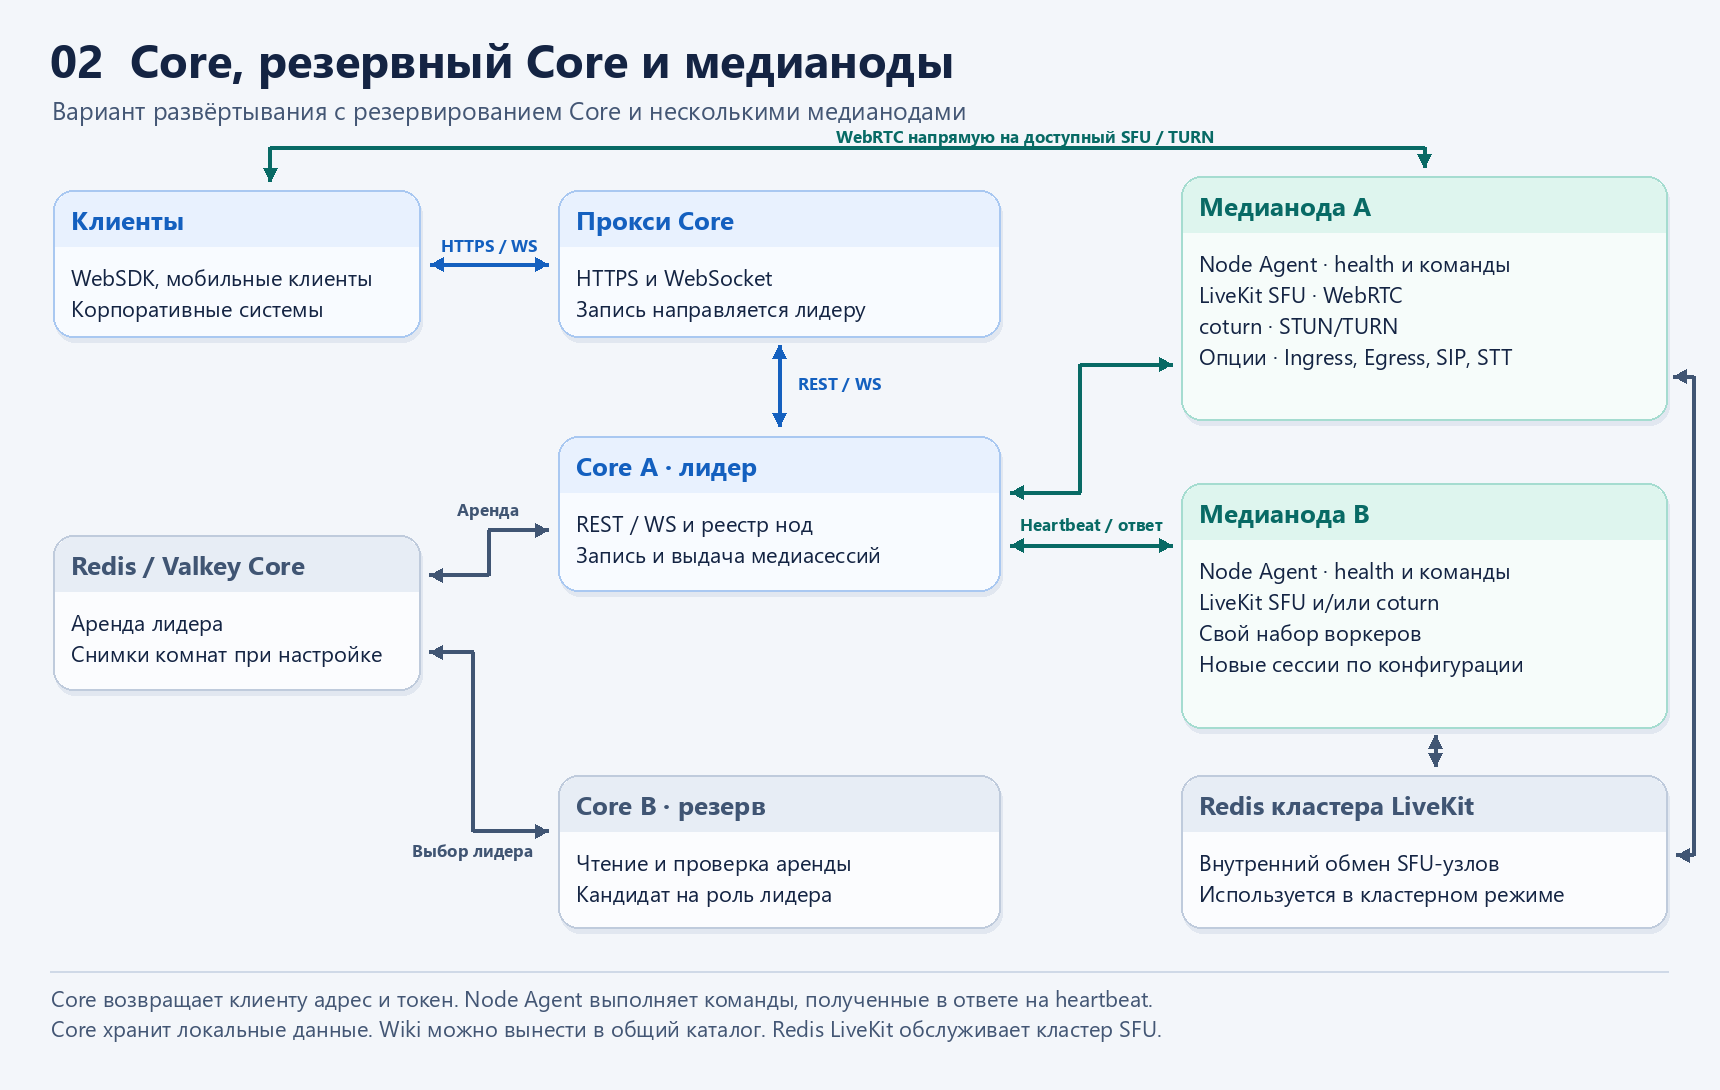 02 Core, резервный Core и медианоды
Вариант развёртывания с резервированием Core и несколькими медианодами
WebRTC напрямую на доступный SFU / TURN
Клиенты
WebSDK, мобильные клиенты
Корпоративные системы
HTTPS / WS
Прокси Core
HTTPS и WebSocket
Запись направляется лидеру
REST / WS
Медианода A
Node Agent · health и команды
LiveKit SFU · WebRTC
coturn · STUN/TURN
Опции · Ingress, Egress, SIP, STT
Core A · лидер
REST / WS и реестр нод
Запись и выдача медиасессий
Аренда
Heartbeat / ответ
Redis / Valkey Core
Аренда лидера
Снимки комнат при настройке
Медианода B
Node Agent · health и команды
LiveKit SFU и/или coturn
Свой набор воркеров
Новые сессии по конфигурации
Выбор лидера
Core B · резерв
Чтение и проверка аренды
Кандидат на роль лидера
Redis кластера LiveKit
Внутренний обмен SFU-узлов
Используется в кластерном режиме
Core возвращает клиенту адрес и токен. Node Agent выполняет команды, полученные в ответе на heartbeat.
Core хранит локальные данные. Wiki можно вынести в общий каталог. Redis LiveKit обслуживает кластер SFU.